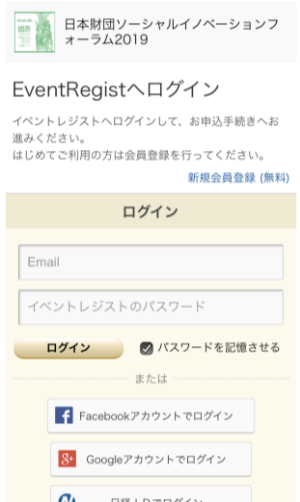 日本財団ソーシャルイノベーションフ
ォーラム2019
EventRegistへログイン
イベントレジストへログインして、お申込手続きへお
進みください。
はじめてご利用の方は会員登録を行ってください。
新規会員登録 (無料)
ログイン
Email
イベントレジストのパスワード
ログイン
パスワードを記憶させる
または
Facebookアカウントでログイン
Googleアカウントでログイン
日経IDでログイン